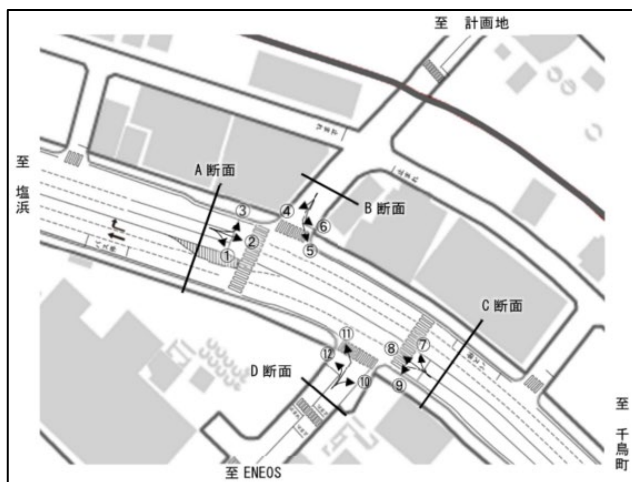 至 計画地
至
塩
浜
A 断面
B 断面
③
④
②
⑥
①
⑤
C 断面
⑪
⑧
⑦
⑫
D 断面
⑩
⑨
至
千
鳥
町
至 ENEOS